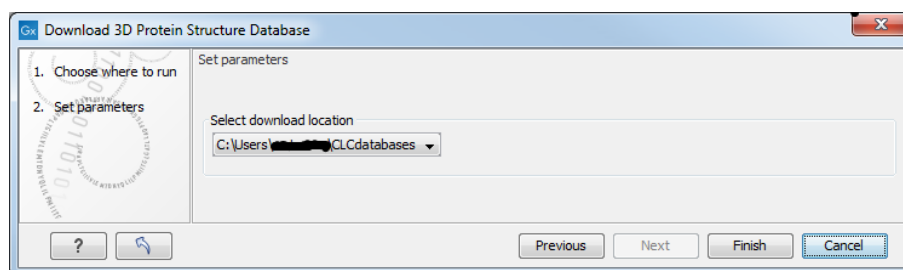 Gx Download 3D Protein Structure Database
1. Choose where to run
2. Set parameters
Set parameters
Select download location
C:\Users\ \CLCdatabases
? Previous Next Finish Cancel